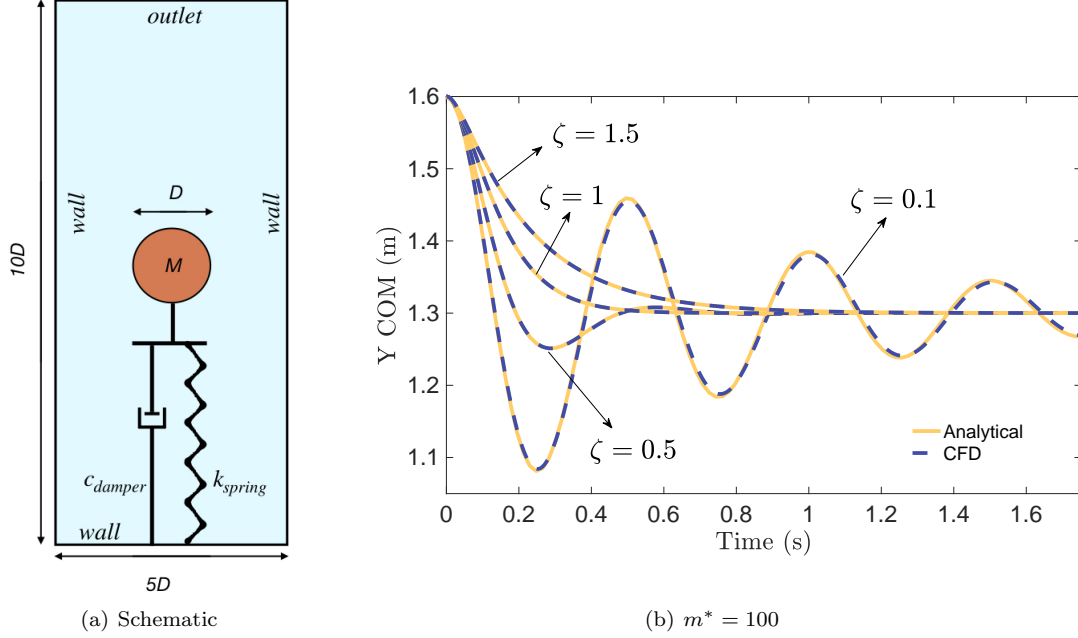 outlet
10D
wall
wall
D
M
c_damper
k_spring
wall
5D
(a) Schematic
Y COM (m)
1.6
1.5
1.4
1.3
1.2
1.1
ζ = 1.5
ζ = 1
ζ = 0.1
ζ = 0.5
Analytical
CFD
0 0.2 0.4 0.6 0.8 1 1.2 1.4 1.6
Time (s)
(b) m* = 100